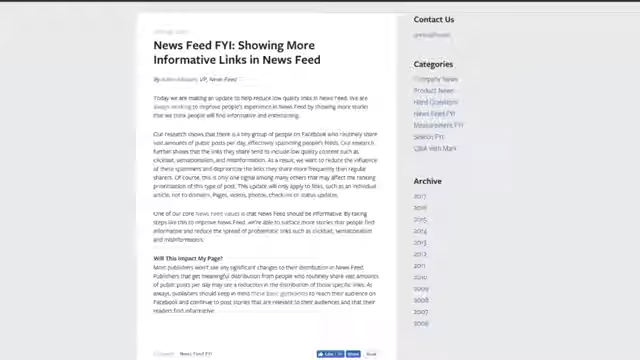 News Feed FYI: Showing More
Informative Links in News Feed
By Adam Mosseri, VP, News Feed
Today we are making an update to help reduce low quality links in News Feed. We are
always working to improve people's experience in News Feed by showing more stories
that we think people will find informative and entertaining.
Our research shows that there is a tiny group of people on Facebook who routinely share
vast amounts of public posts per day, effectively spamming people's feeds. Our research
further shows that the links they share tend to include low quality content such as
clickbait, sensationalism, and misinformation. As a result, we want to reduce the influence
of these spammers and deprioritize the links they share more frequently than regular
sharers. Of course, this is only one signal among many others that may affect the ranking
prioritization of this type of post. This update will only apply to links, such as an individual
article, not to domains, Pages, videos, photos, check-ins or status updates.
One of our core News Feed values is that News Feed should be informative. By taking
steps like this to improve News Feed, we're able to surface more stories that people find
informative and reduce the spread of problematic links such as clickbait, sensationalism
and misinformation.
Will This Impact My Page?
Most publishers won't see any significant changes to their distribution in News Feed.
Publishers that get meaningful distribution from people who routinely share vast amounts
of public posts per day may see a reduction in the distribution of those specific links. As
always, publishers should keep in mind these basic guideposts to reach their audience on
Facebook and continue to post stories that are relevant to their audiences and that their
readers find informative.
News Feed FYI
Like
Share
Contact Us
Categories
Company News
Product News
Hard Questions
News Feed FYI
Measurement FYI
Search FYI
Q&A with Mark
Archive
2017
2016
2015
2014
2013
2012
2011
2010
2009
2008
2007
2006